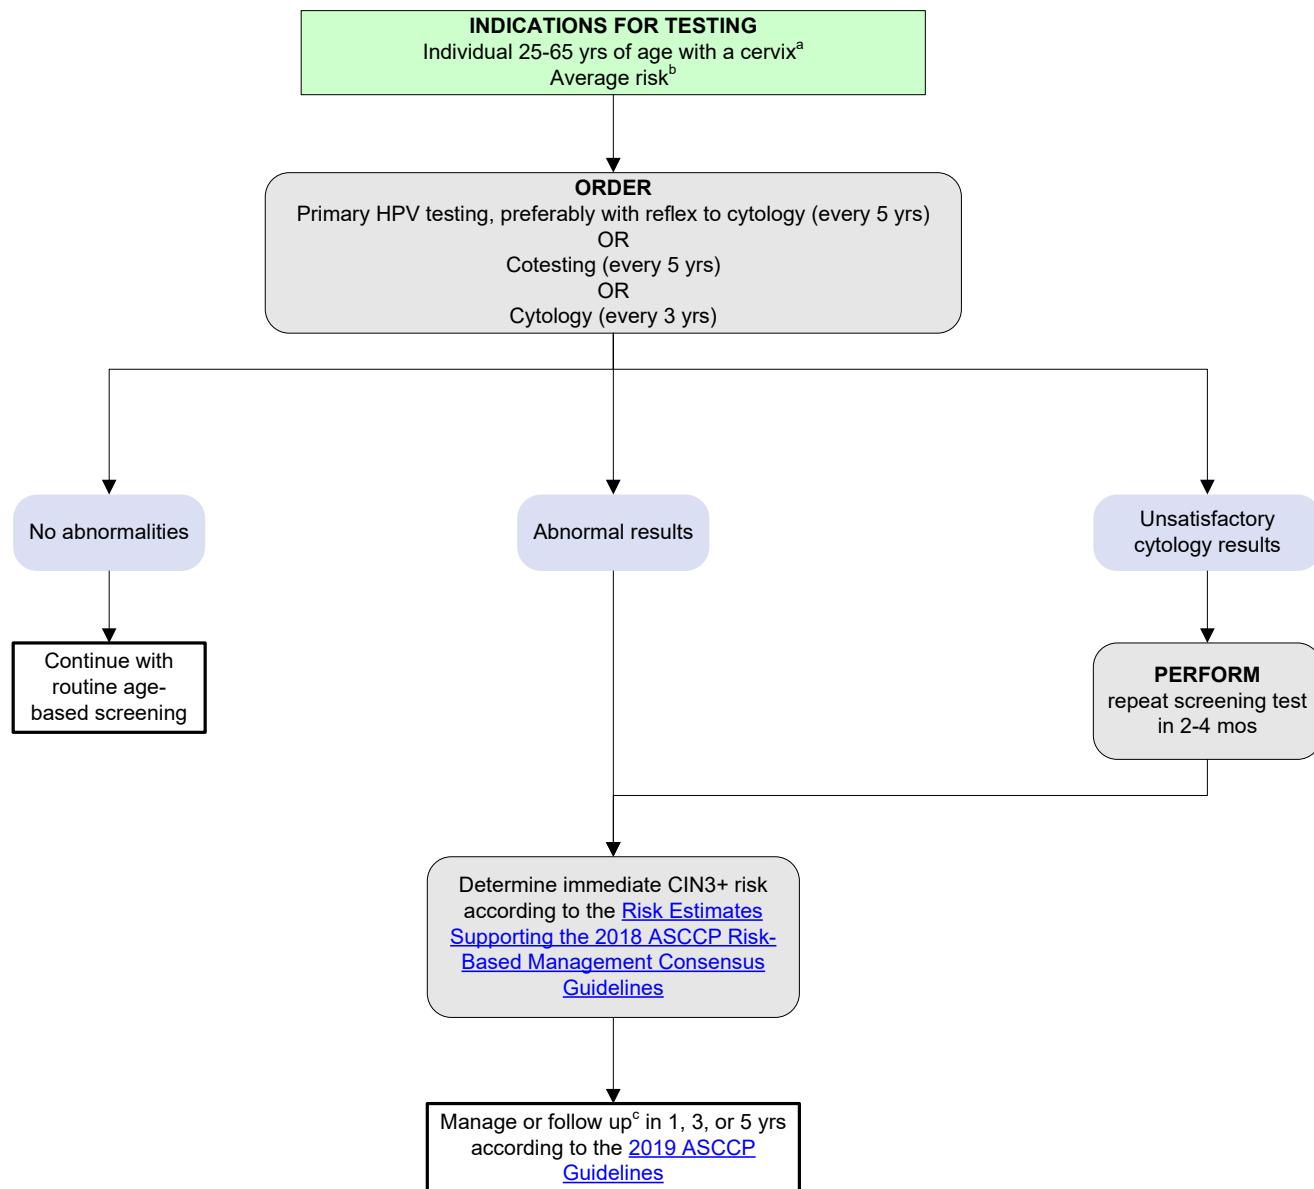 INDICATIONS FOR TESTING
Individual 25-65 yrs of age with a cervixᵃ
Average riskᵇ
ORDER
Primary HPV testing, preferably with reflex to cytology (every 5 yrs)
OR
Cotesting (every 5 yrs)
OR
Cytology (every 3 yrs)
No abnormalities
Abnormal results
Unsatisfactory
cytology results
Continue with
routine age-
based screening
PERFORM
repeat screening test
in 2-4 mos
Determine immediate CIN3+ risk
according to the Risk Estimates
Supporting the 2018 ASCCP Risk-
Based Management Consensus
Guidelines
Manage or follow upᶜ in 1, 3, or 5 yrs
according to the 2019 ASCCP
Guidelines